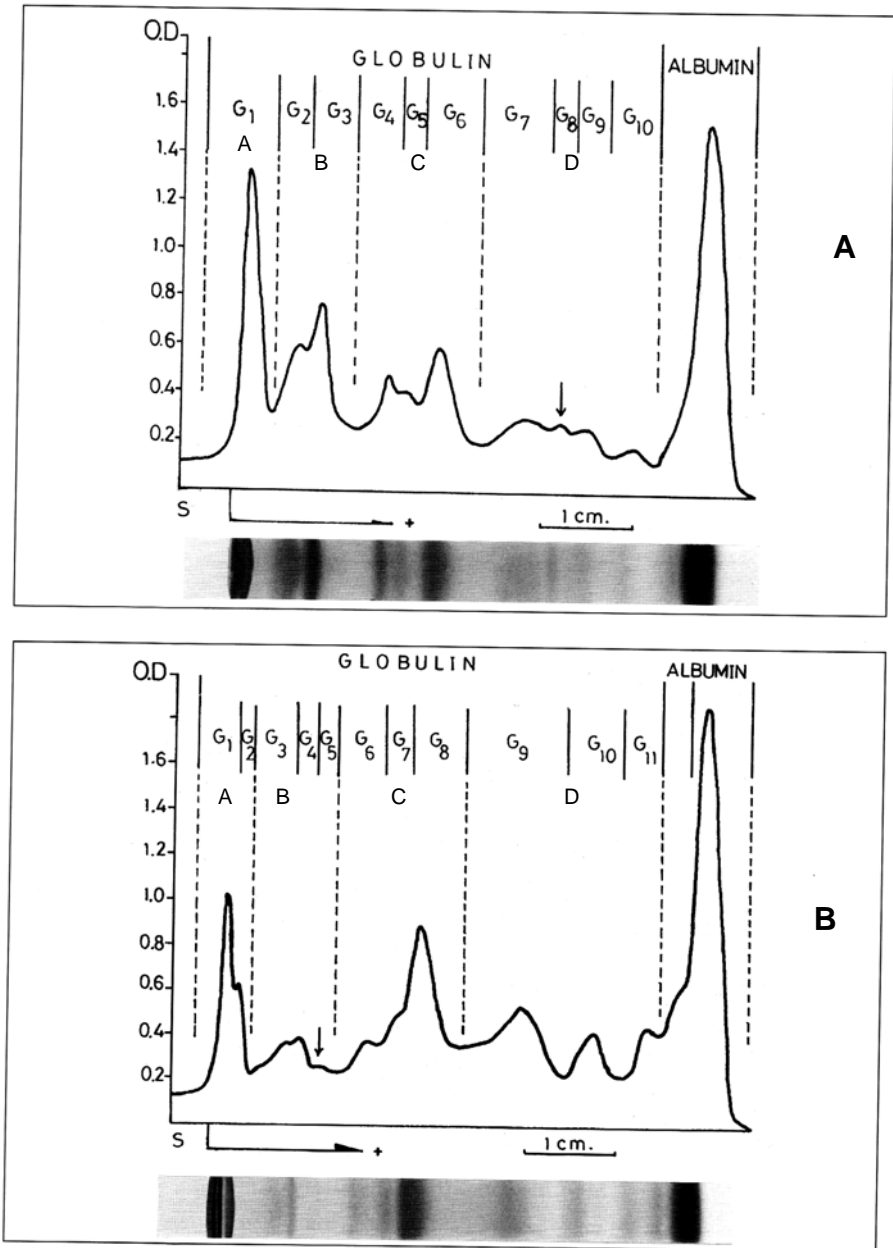 O.D
GLOBULIN
ALBUMIN
G1 G2 G3 G4 G5 G6 G7 G8 G9 G10
A B C D
1.6
1.4
1.2
1.0
0.8
0.6
0.4
0.2
A
S + 1 cm.
O.D
GLOBULIN
ALBUMIN
G1 G2 G3 G4 G5 G6 G7 G8 G9 G10 G11
A B C D
1.6
1.4
1.2
1.0
0.8
0.6
0.4
0.2
B
S + 1 cm.